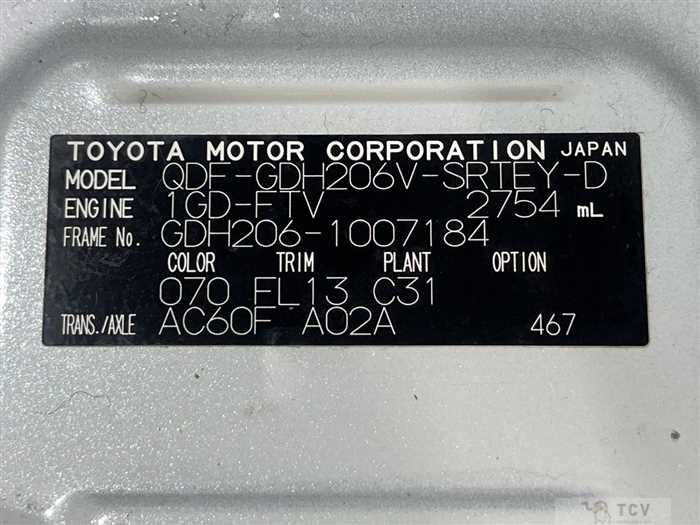 TOYOTA MOTOR CORPORATION JAPAN
MODEL QDF-GDH206V-SRTEY-D
ENGINE 1GD-FTV 2754 mL
FRAME No. GDH206-1007184
COLOR TRIM PLANT OPTION
070 FL13 C31
TRANS./AXLE AC60F A02A 467
TCV